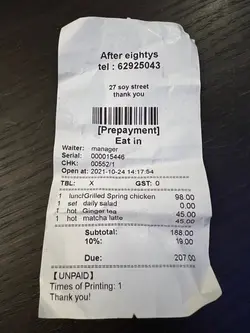 After eightys
tel : 62925043
27 soy street
thank you
[Prepayment]
Eat in
Waiter: manager
Serial: 000015446
CHK: 00552/1
Open at: 2021-10-24 14:17:54
TBL: X GST: 0
1 lunctGrilled Spring chicken 98.00
1 set daily salad 0.00
1 hot Ginger tea 45.00
1 hot matcha latte 45.00
Subtotal: 188.00
10%: 19.00
Due: 207.00
[UNPAID]
Times of Printing: 1
Thank you!